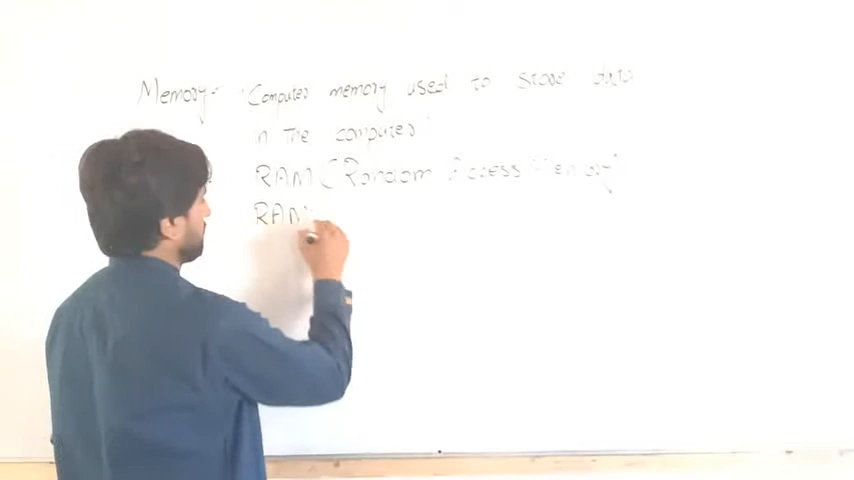 Memory:- "Computer memory used to store data
in the computer"
RAM (Random Access Memory)
RAM